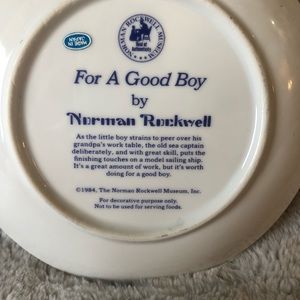 NORMAN ROCKWELL MUSEUM
MADE IN
JAPAN
For A Good Boy
by
Norman Rockwell
As the little boy strains to peer over his
grandpa's work table, the old sea captain
deliberately, and with great skill, puts the
finishing touches on a model sailing ship.
It's a great amount of work, but it's worth
doing for a good boy.
©1984, The Norman Rockwell Museum, Inc.
For decorative purpose only.
Not to be used for serving foods.